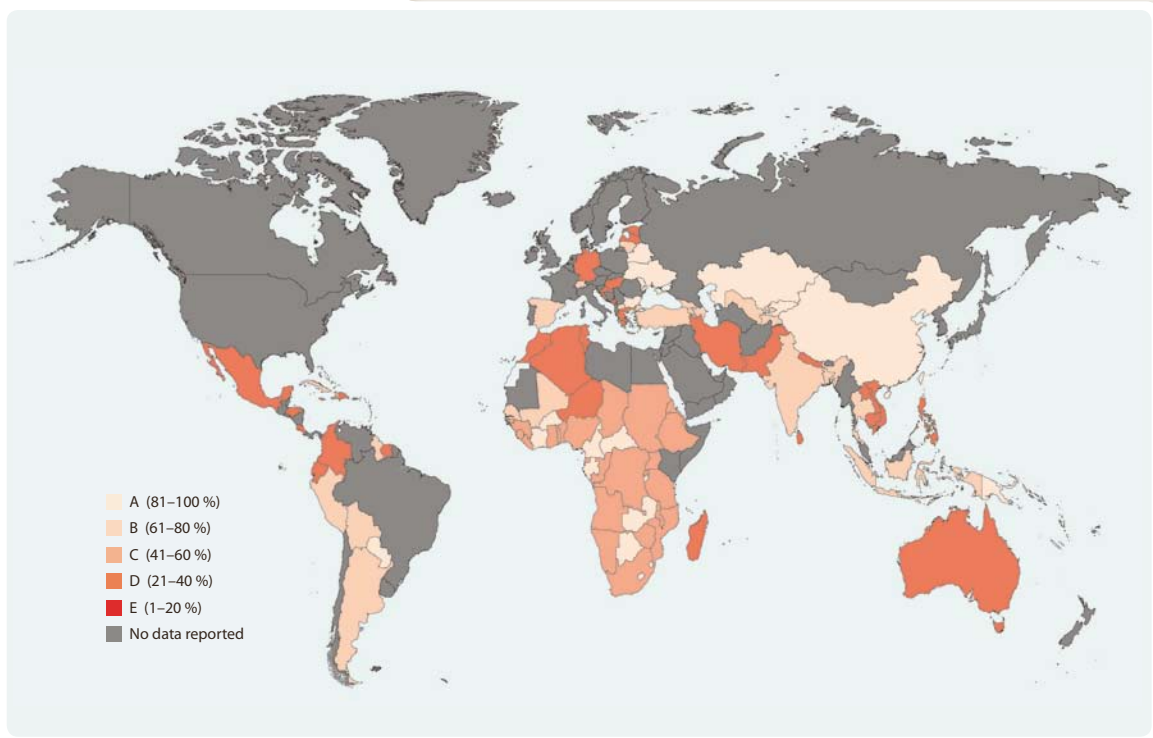 A (81–100 %)
B (61–80 %)
C (41–60 %)
D (21–40 %)
E (1–20 %)
No data reported